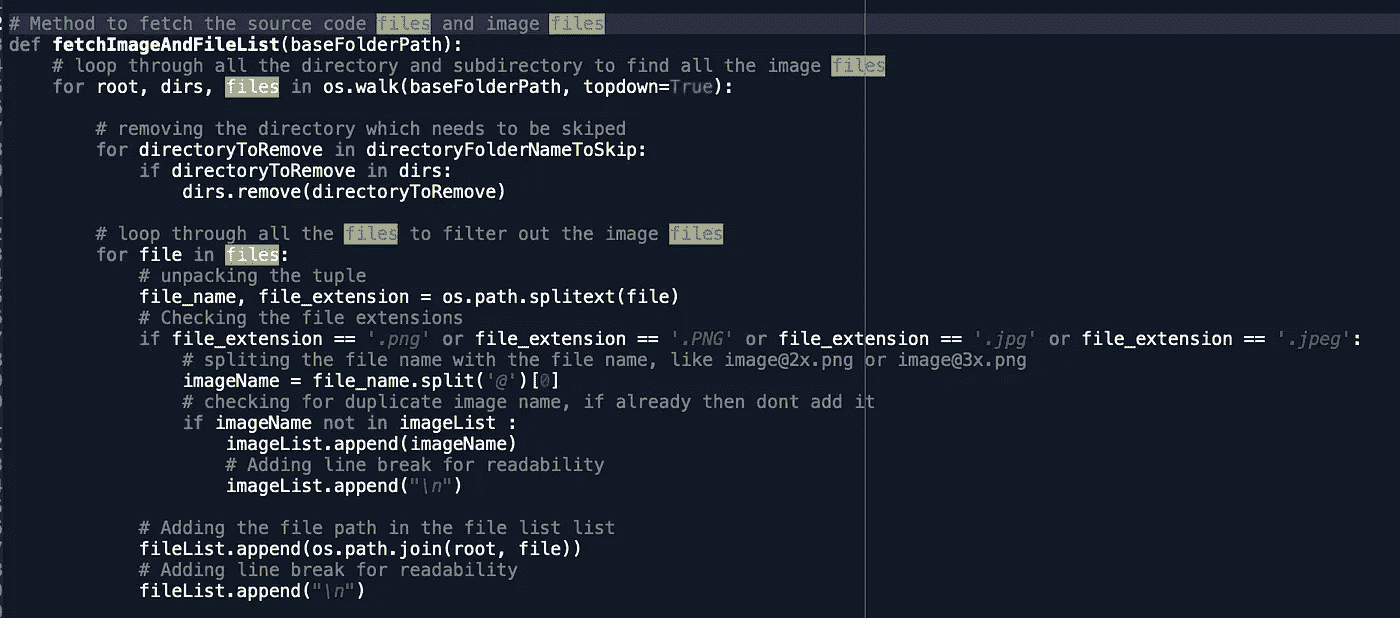 # Method to fetch the source code files and image files
def fetchImageAndFileList(baseFolderPath):
    # loop through all the directory and subdirectory to find all the image files
    for root, dirs, files in os.walk(baseFolderPath, topdown=True):

        # removing the directory which needs to be skiped
        for directoryToRemove in directoryFolderNameToSkip:
            if directoryToRemove in dirs:
                dirs.remove(directoryToRemove)

        # loop through all the files to filter out the image files
        for file in files:
            # unpacking the tuple
            file_name, file_extension = os.path.splitext(file)
            # Checking the file extensions
            if file_extension == '.png' or file_extension == '.PNG' or file_extension == '.jpg' or file_extension == '.jpeg':
                # spliting the file name with the file name, like image@2x.png or image@3x.png
                imageName = file_name.split('@')[0]
                # checking for duplicate image name, if already then dont add it
                if imageName not in imageList :
                    imageList.append(imageName)
                    # Adding line break for readability
                    imageList.append("\n")

            # Adding the file path in the file list list
            fileList.append(os.path.join(root, file))
            # Adding line break for readability
            fileList.append("\n")